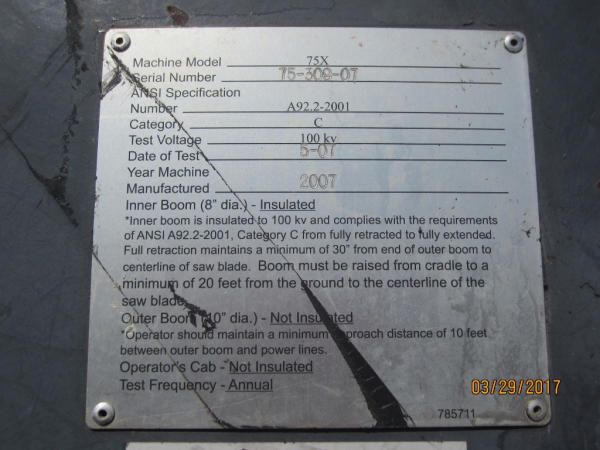 Machine Model 75X
Serial Number 75-309-07
ANSI Specification
Number A92.2-2001
Category C
Test Voltage 100 kv
Date of Test 5-07
Year Machine
Manufactured 2007
Inner Boom (8" dia.) - Insulated
*Inner boom is insulated to 100 kv and complies with the requirements
of ANSI A92.2-2001, Category C from fully retracted to fully extended.
Full retraction maintains a minimum of 30" from end of outer boom to
centerline of saw blade. Boom must be raised from cradle to a
minimum of 20 feet from the ground to the centerline of the
saw blade.
Outer Boom (10" dia.) - Not Insulated
*Operator should maintain a minimum approach distance of 10 feet
between outer boom and power lines.
Operator's Cab - Not Insulated
Test Frequency - Annual
785711
03/29/2017